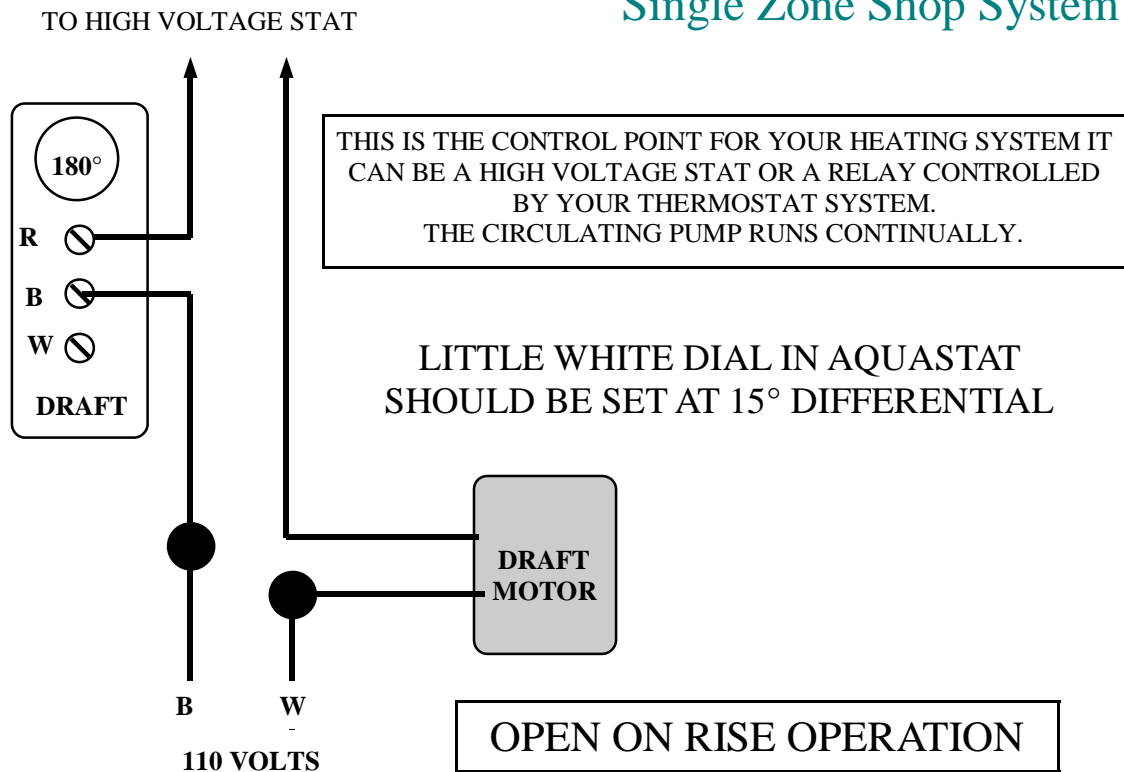 Single Zone Shop System
TO HIGH VOLTAGE STAT
180°
R
B
W
DRAFT
THIS IS THE CONTROL POINT FOR YOUR HEATING SYSTEM IT
CAN BE A HIGH VOLTAGE STAT OR A RELAY CONTROLLED
BY YOUR THERMOSTAT SYSTEM.
THE CIRCULATING PUMP RUNS CONTINUALLY.
LITTLE WHITE DIAL IN AQUASTAT
SHOULD BE SET AT 15° DIFFERENTIAL
DRAFT
MOTOR
B W
110 VOLTS
OPEN ON RISE OPERATION